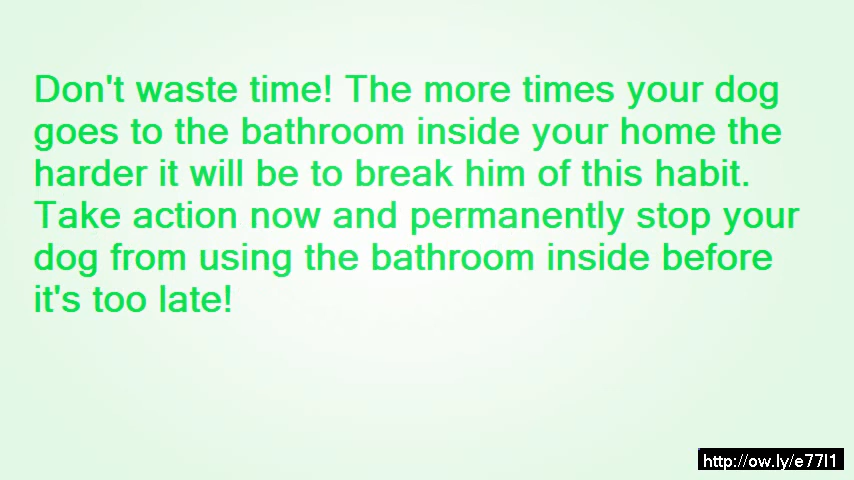 Don't waste time! The more times your dog
goes to the bathroom inside your home the
harder it will be to break him of this habit.
Take action now and permanently stop your
dog from using the bathroom inside before
it's too late!
http://ow.ly/e77l1